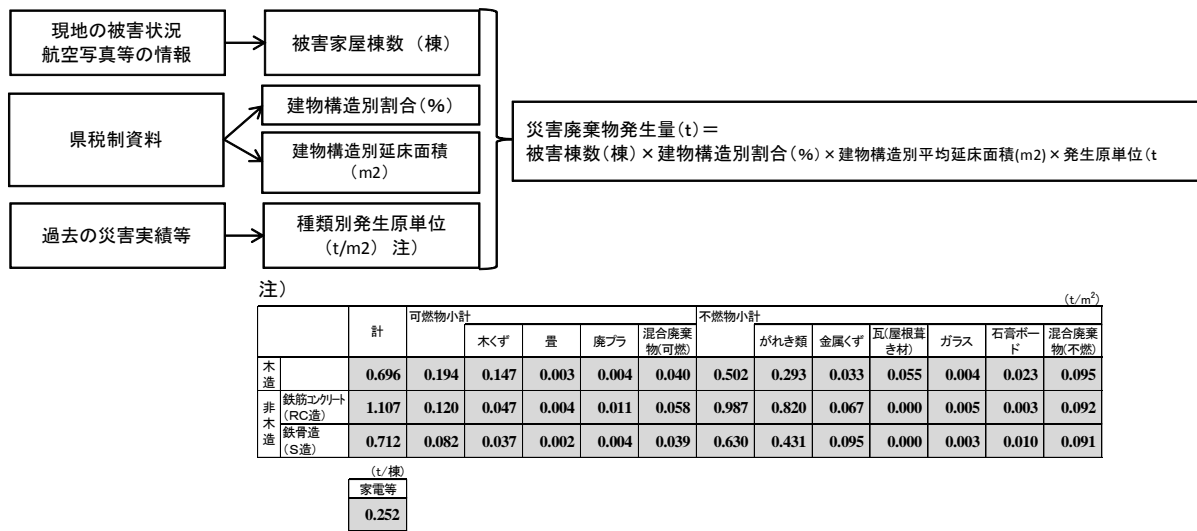 現地の被害状況
航空写真等の情報
被害家屋棟数 (棟)
県税制資料
建物構造別割合(%)
建物構造別延床面積
(m2)
災害廃棄物発生量(t)=
被害棟数(棟)×建物構造別割合(%)×建物構造別平均延床面積(m2)×発生原単位(t
過去の災害実績等
種類別発生原単位
(t/m2) 注)
注)
(t/m²)
計 可燃物小計 不燃物小計
木くず 畳 廃プラ 混合廃棄物(可燃) がれき類 金属くず 瓦(屋根葺き材) ガラス 石膏ボード 混合廃棄物(不燃)
木造 0.696 0.194 0.147 0.003 0.004 0.040 0.502 0.293 0.033 0.055 0.004 0.023 0.095
非木造 鉄筋コンクリート(RC造) 1.107 0.120 0.047 0.004 0.011 0.058 0.987 0.820 0.067 0.000 0.005 0.003 0.092
鉄骨造(S造) 0.712 0.082 0.037 0.002 0.004 0.039 0.630 0.431 0.095 0.000 0.003 0.010 0.091
(t/棟)
家電等
0.252